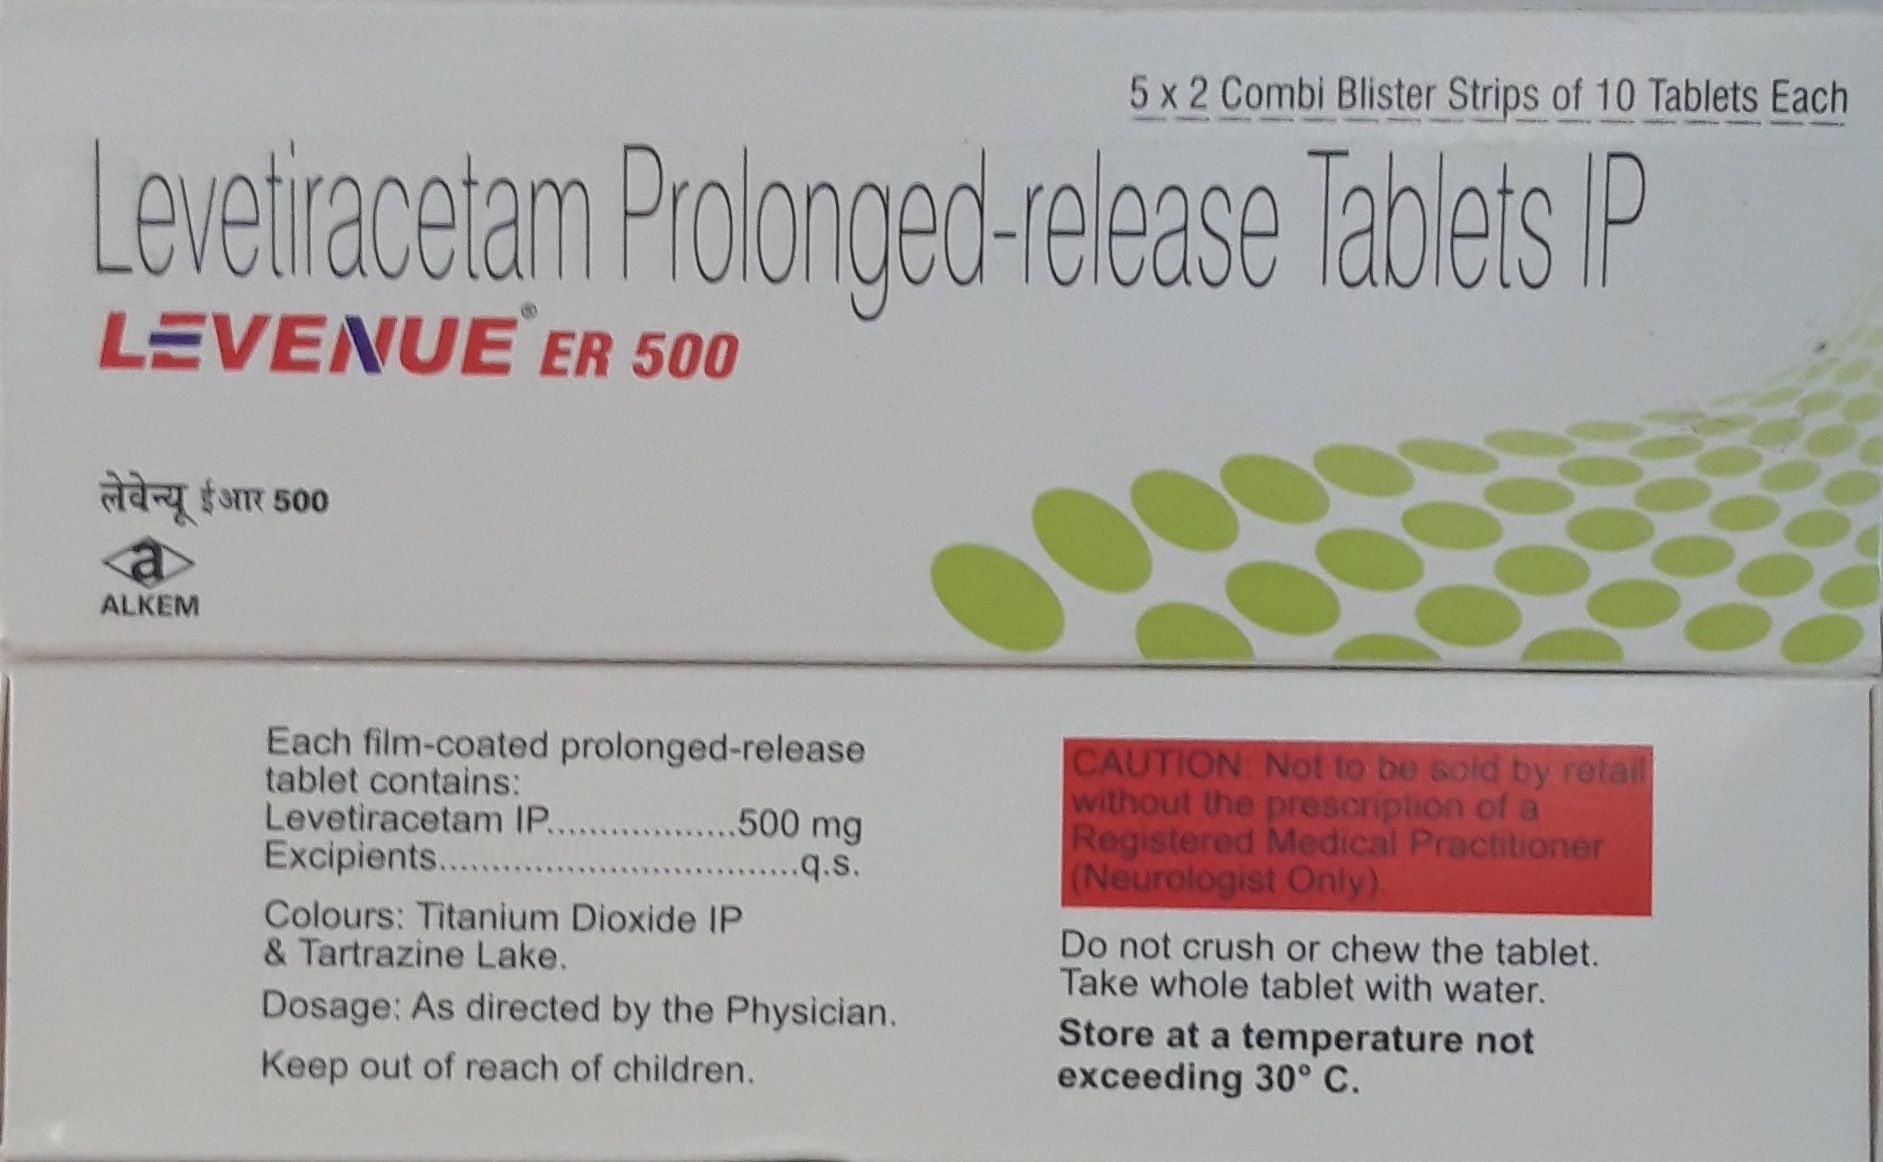 5 x 2 Combi Blister Strips of 10 Tablets Each
Levetiracetam Prolonged-release Tablets IP
LEVENUE® ER 500
लेवेन्यू ईआर 500
a
ALKEM
Each film-coated prolonged-release
tablet contains:
Levetiracetam IP..................500 mg
Excipients...................................q.s.
Colours: Titanium Dioxide IP
& Tartrazine Lake.
Dosage: As directed by the Physician.
Keep out of reach of children.
CAUTION: Not to be sold by retail
without the prescription of a
Registered Medical Practitioner
(Neurologist Only).
Do not crush or chew the tablet.
Take whole tablet with water.
Store at a temperature not
exceeding 30° C.